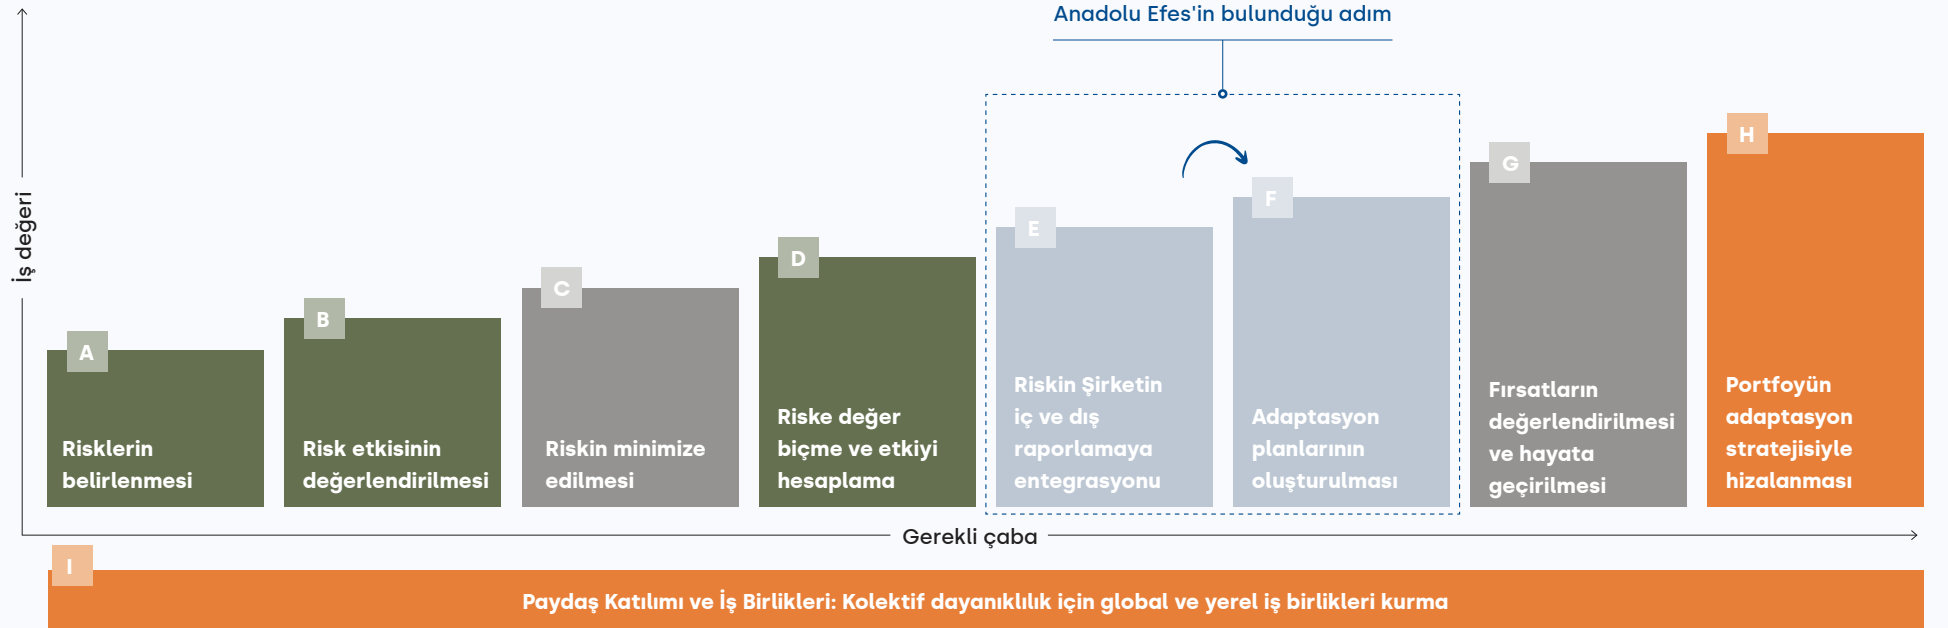 Anadolu Efes'in bulunduğu adım
İş değeri
A
Risklerin
belirlenmesi
B
Risk etkisinin
değerlendirilmesi
C
Riskin minimize
edilmesi
D
Riske değer
biçme ve etkiyi
hesaplama
E
Riskin Şirketin
iç ve dış
raporlamaya
entegrasyonu
F
Adaptasyon
planlarının
oluşturulması
G
Fırsatların
değerlendirilmesi
ve hayata
geçirilmesi
H
Portfoyün
adaptasyon
stratejisiyle
hizalanması
Gerekli çaba
I
Paydaş Katılımı ve İş Birlikleri: Kolektif dayanıklılık için global ve yerel iş birlikleri kurma